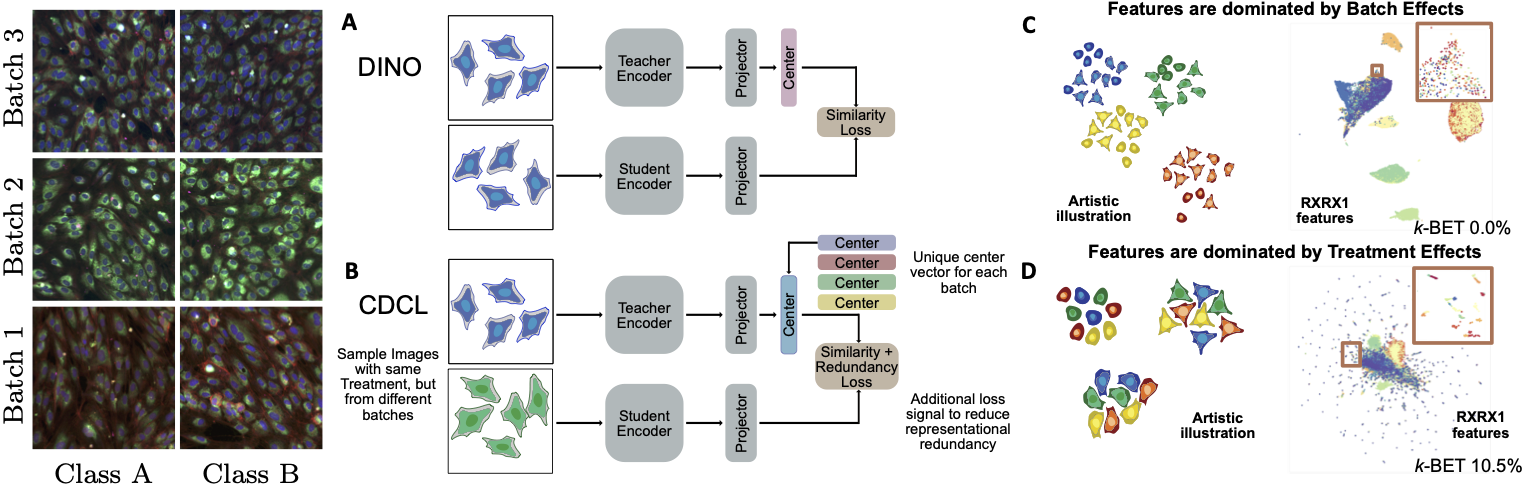 Batch 3
Batch 2
Batch 1
Class A
Class B
A
DINO
Teacher
Encoder
Projector
Center
Similarity
Loss
Student
Encoder
Projector
B
CDCL
Sample Images
with same
Treatment, but
from different
batches
Teacher
Encoder
Projector
Center
Center
Center
Center
Center
Unique center
vector for each
batch
Similarity +
Redundancy
Loss
Student
Encoder
Projector
Additional loss
signal to reduce
representational
redundancy
Features are dominated by Batch Effects
C
Artistic
illustration
RXRX1
features
k-BET 0.0%
Features are dominated by Treatment Effects
D
Artistic
illustration
RXRX1
features
k-BET 10.5%